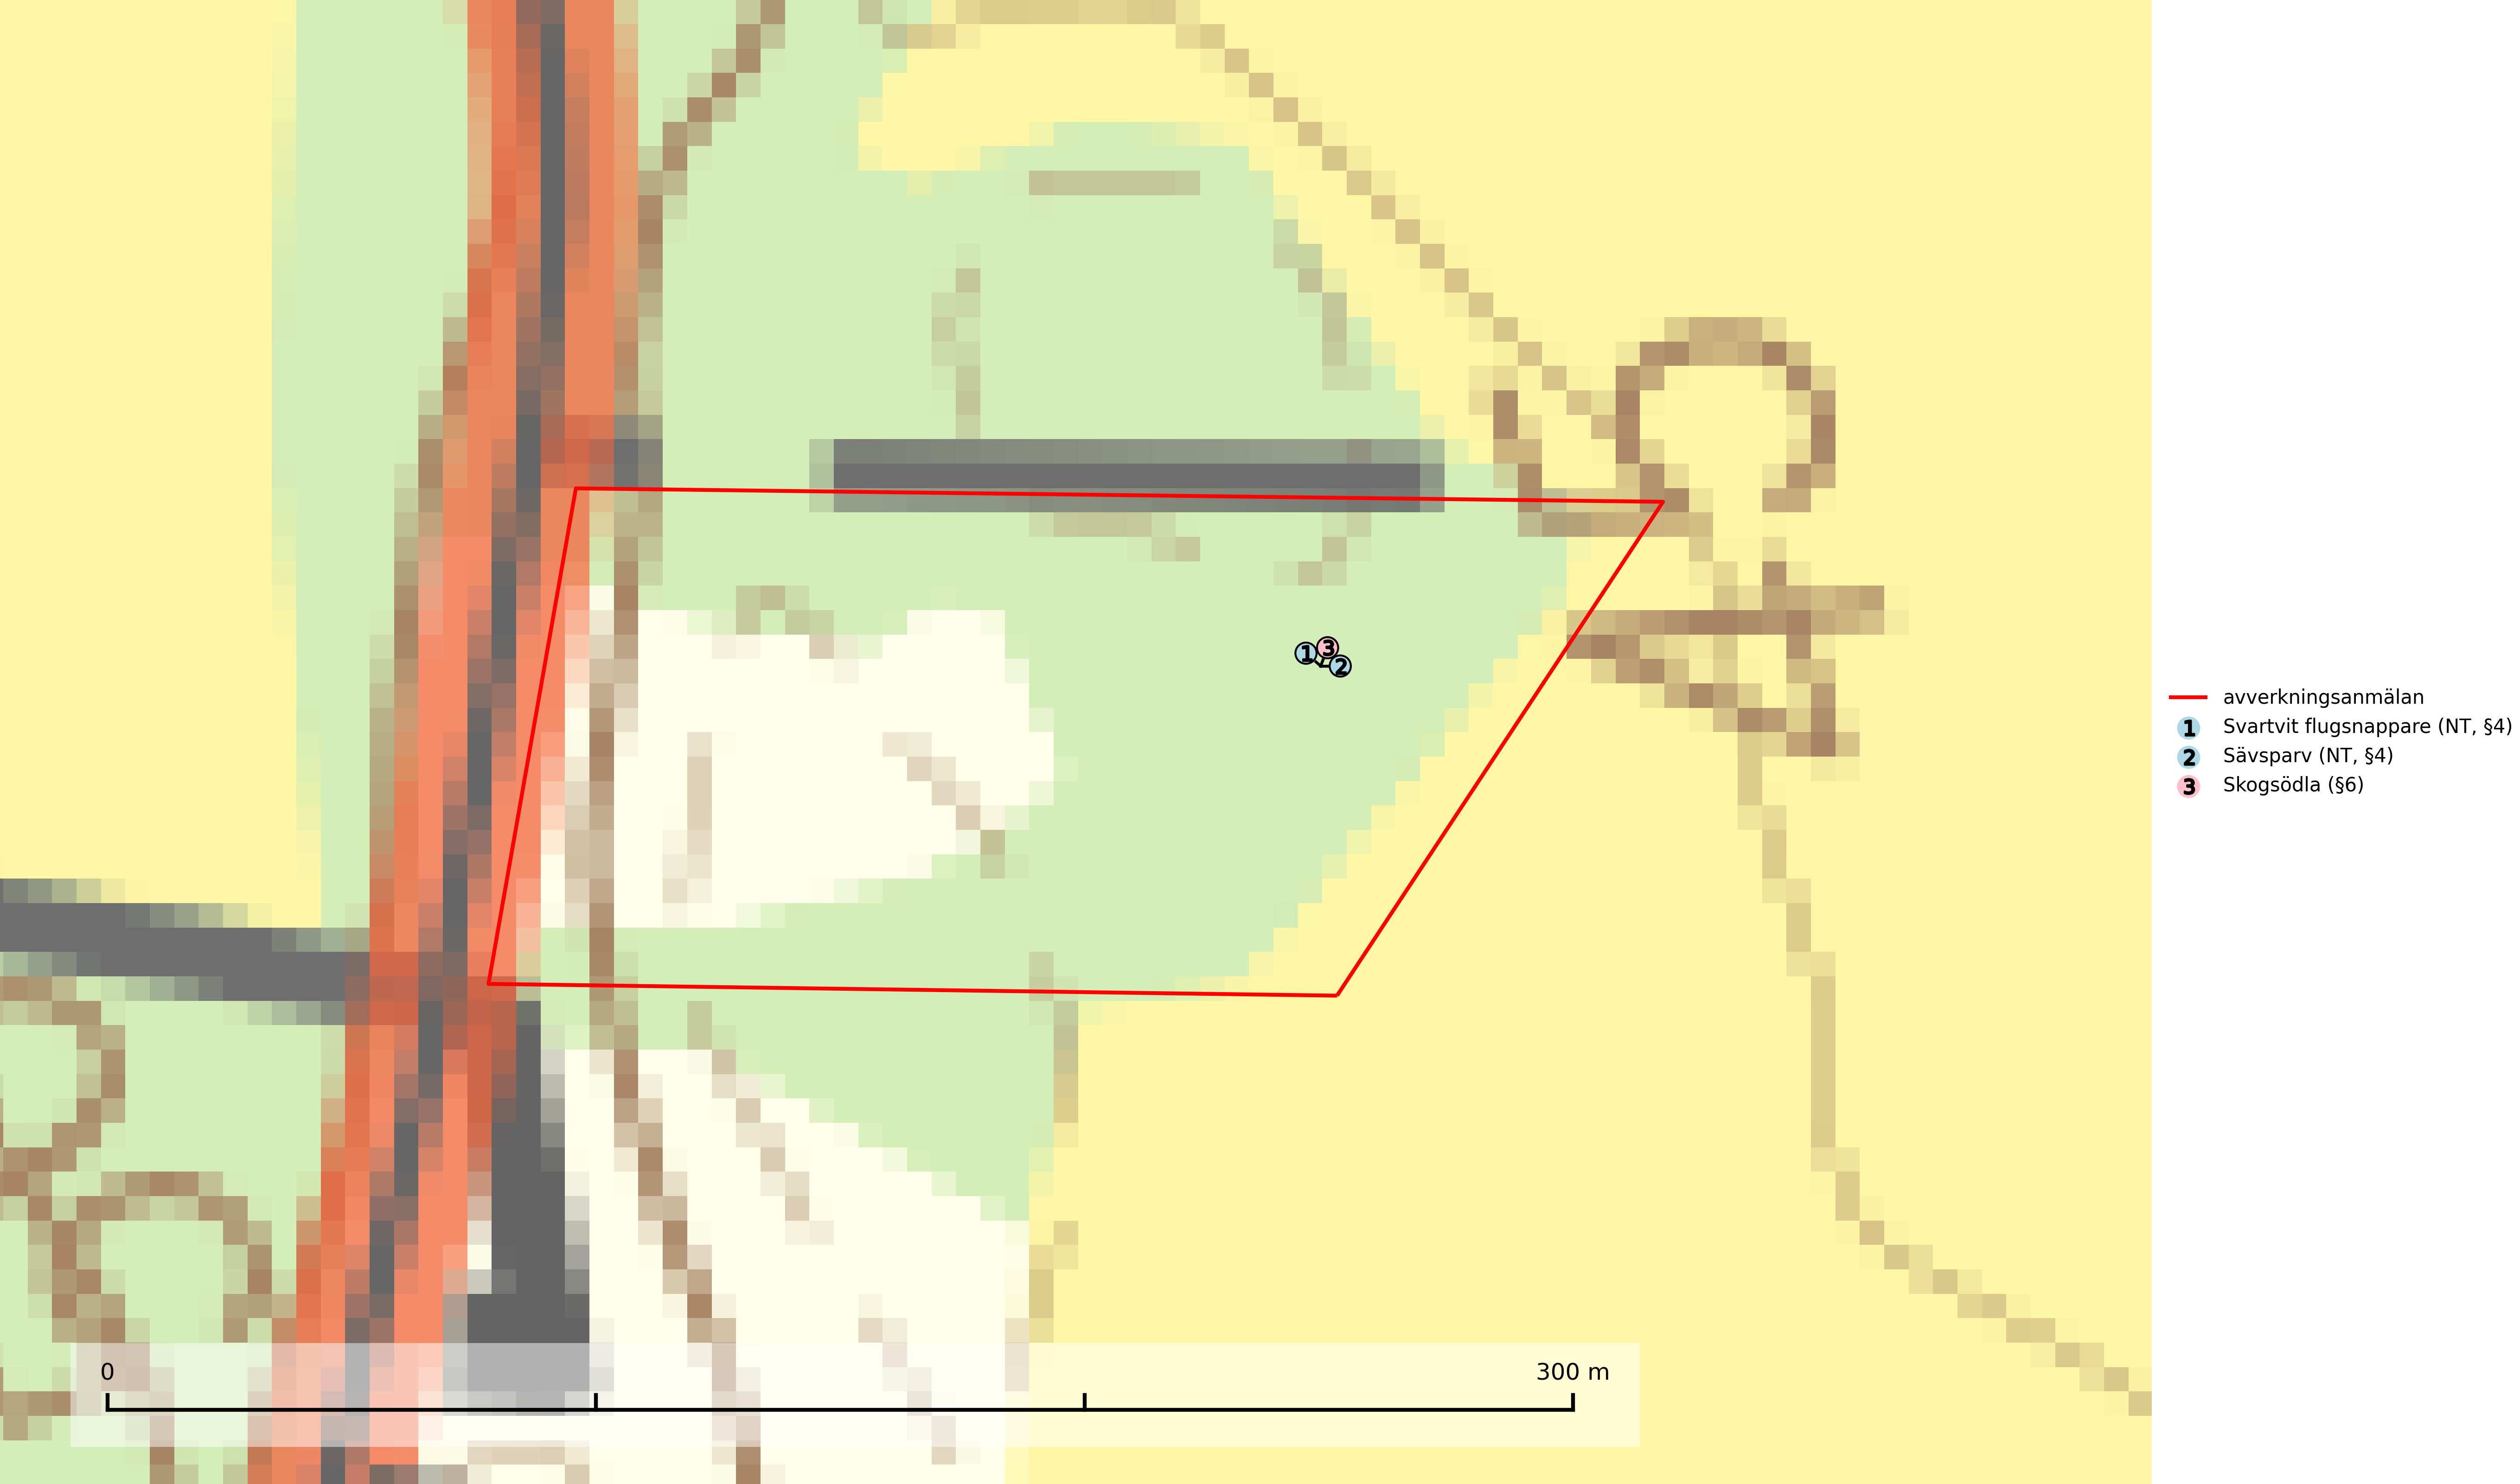 1 3 2
avverkningsanmälan
1 Svartvit flugsnappare (NT, §4)
2 Sävsparv (NT, §4)
3 Skogsödla (§6)
0 300 m